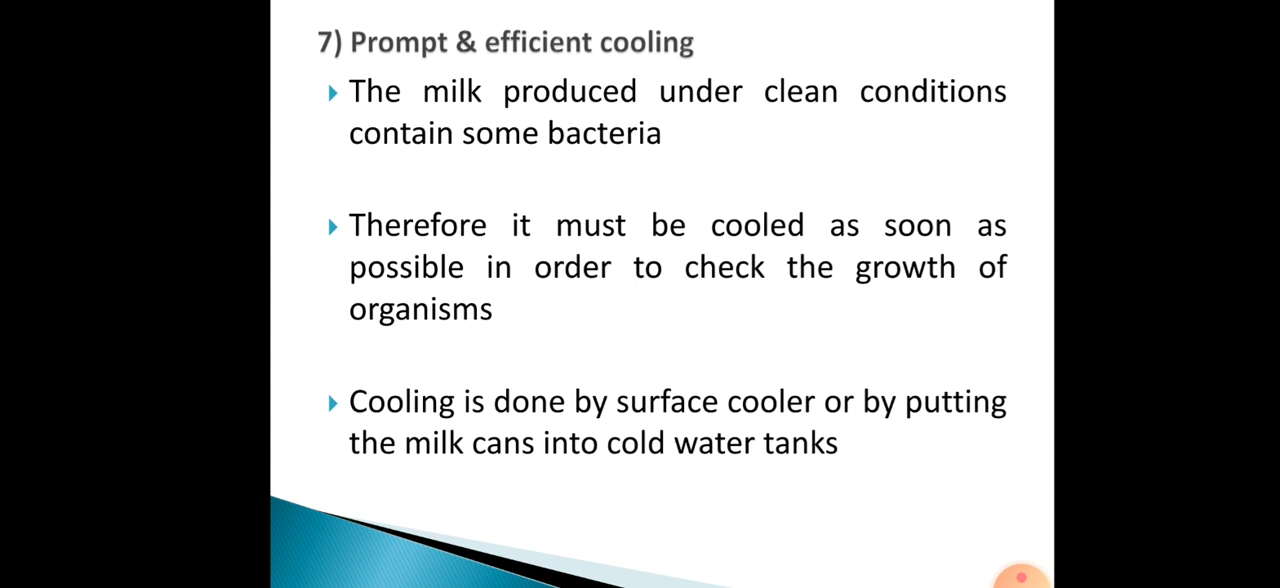 7) Prompt & efficient cooling
The milk produced under clean conditions
contain some bacteria
Therefore it must be cooled as soon as
possible in order to check the growth of
organisms
Cooling is done by surface cooler or by putting
the milk cans into cold water tanks